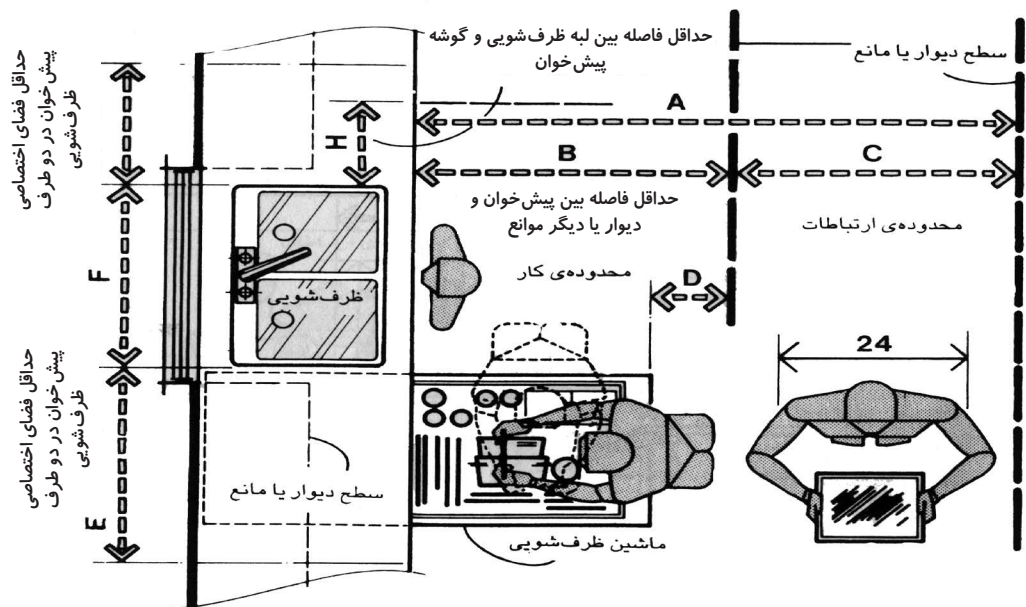 حداقل فاصله بین لبه ظرف‌شویی و گوشه
پیش‌خوان
سطح دیوار یا مانع
حداقل فضای اختصاصی
پیش‌خوان در دو طرف
ظرف‌شویی
A
H
B
C
حداقل فاصله بین پیش‌خوان و
دیوار یا دیگر موانع
محدوده‌ی ارتباطات
محدوده‌ی کار
D
F
ظرف‌شویی
24
حداقل فضای اختصاصی
پیش‌خوان در دو طرف
ظرف‌شویی
سطح دیوار یا مانع
E
ماشین ظرف‌شویی